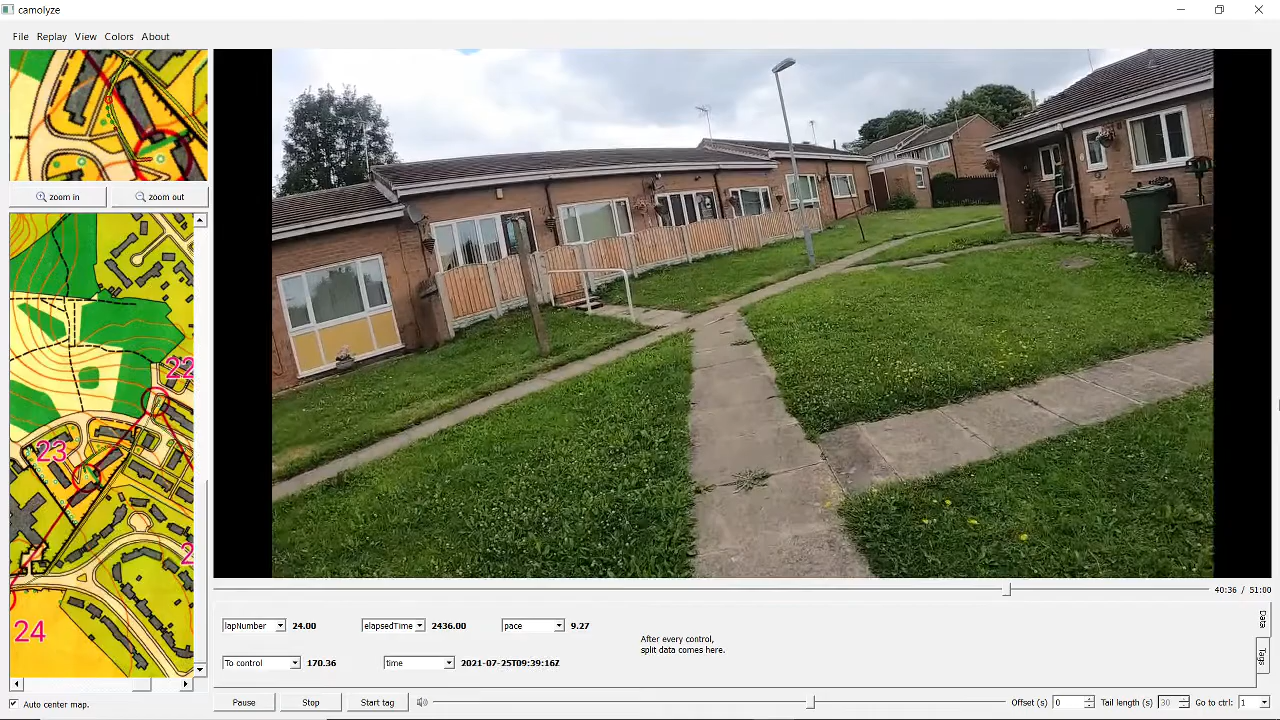 camolyze
File Replay View Colors About
zoom in zoom out
22
23
2
24
40:36 / 51:00
lapNumber 24.00 elapsedTime 2436.00 pace 9.27
After every control,
split data comes here.
To control 170.36 time 2021-07-25T09:39:16Z
Data
Tags
Auto center map.
Pause Stop Start tag Offset (s) 0 Tail length (s) 30 Go to ctrl: 1